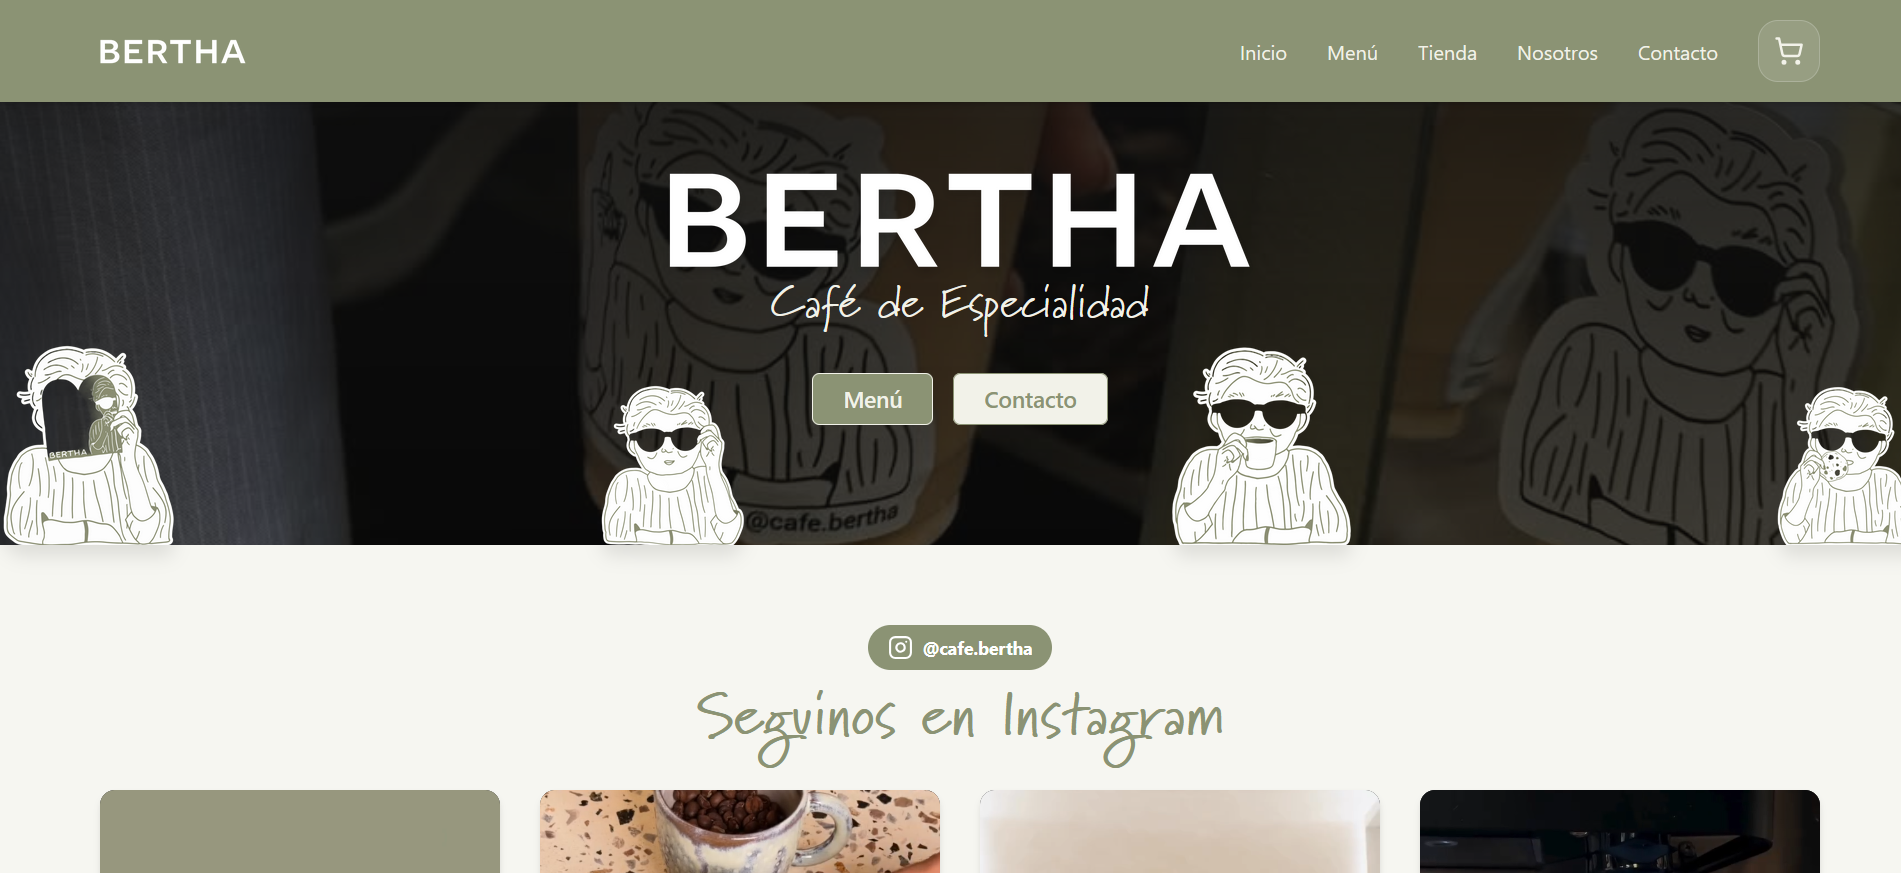 BERTHA
Inicio
Menú
Tienda
Nosotros
Contacto
BERTHA
Café de Especialidad
Menú
Contacto
BERTHA
@cafe.bertha
@cafe.bertha
Seguinos en Instagram